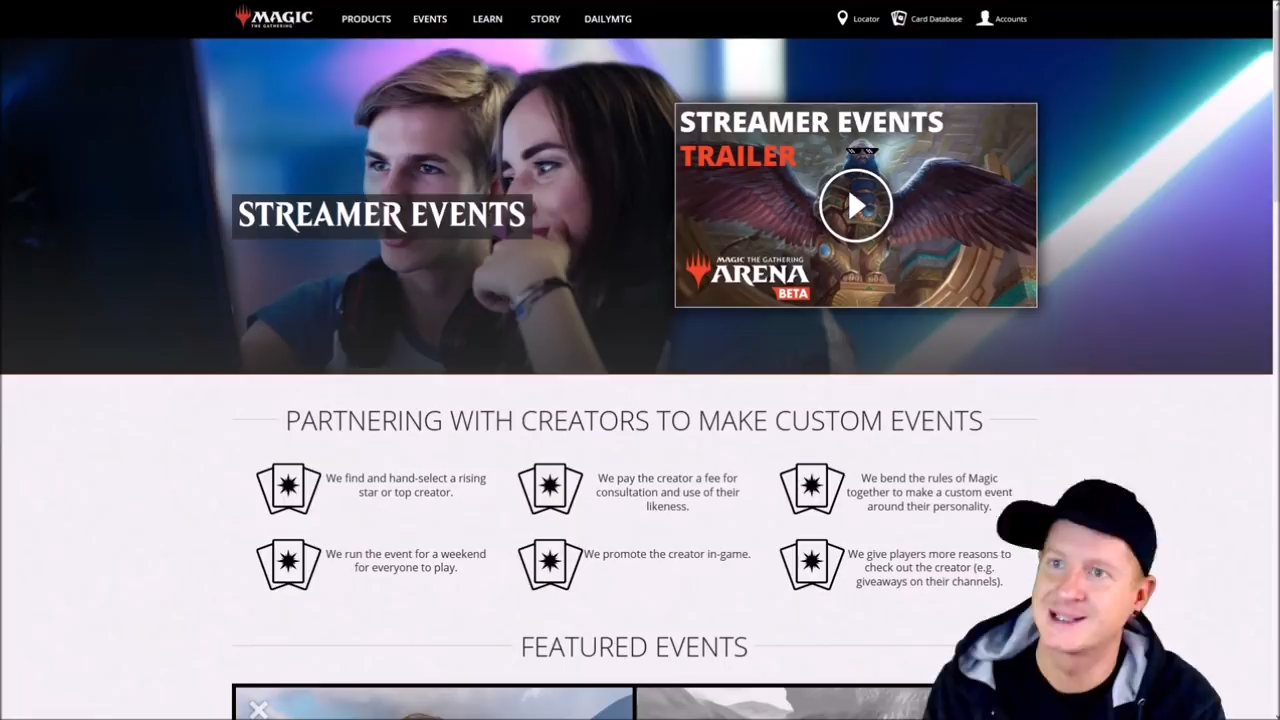 MAGIC
THE GATHERING
PRODUCTS
EVENTS
LEARN
STORY
DAILYMTG
Locator
Card Database
Accounts
STREAMER EVENTS
STREAMER EVENTS
TRAILER
MAGIC THE GATHERING
ARENA
BETA
PARTNERING WITH CREATORS TO MAKE CUSTOM EVENTS
We find and hand-select a rising
star or top creator.
We pay the creator a fee for
consultation and use of their
likeness.
We bend the rules of Magic
together to make a custom event
around their personality.
We run the event for a weekend
for everyone to play.
We promote the creator in-game.
We give players more reasons to
check out the creator (e.g.
giveaways on their channels).
FEATURED EVENTS